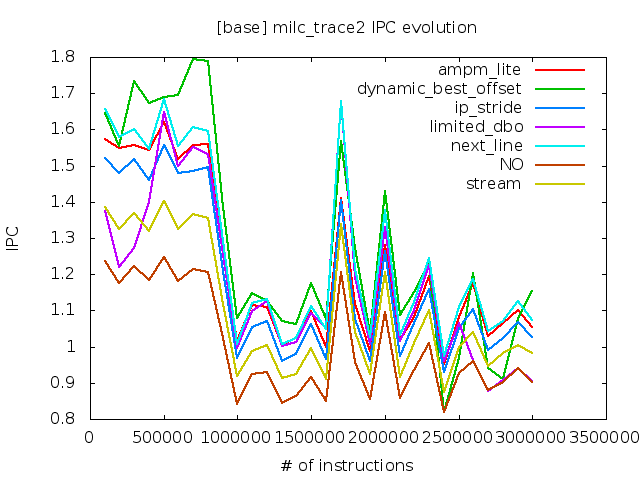 [base] milc_trace2 IPC evolution
1.8
1.7
1.6
1.5
1.4
1.3
1.2
1.1
1
0.9
0.8
IPC
ampm_lite
dynamic_best_offset
ip_stride
limited_dbo
next_line
NO
stream
0 500000 1000000 1500000 2000000 2500000 3000000 3500000
# of instructions